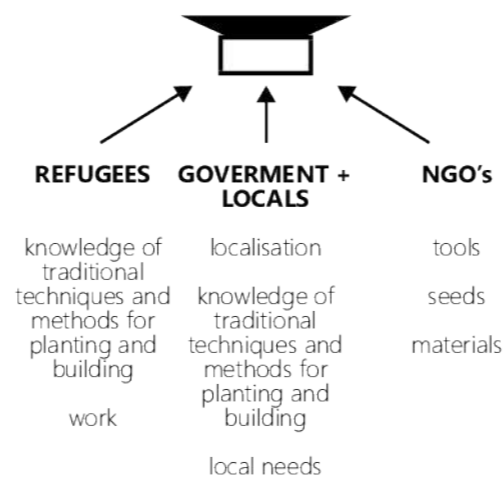 REFUGEES
knowledge of
traditional
techniques and
methods for
planting and
building
work
GOVERMENT +
LOCALS
localisation
knowledge of
traditional
techniques and
methods for
planting and
building
local needs
NGO's
tools
seeds
materials